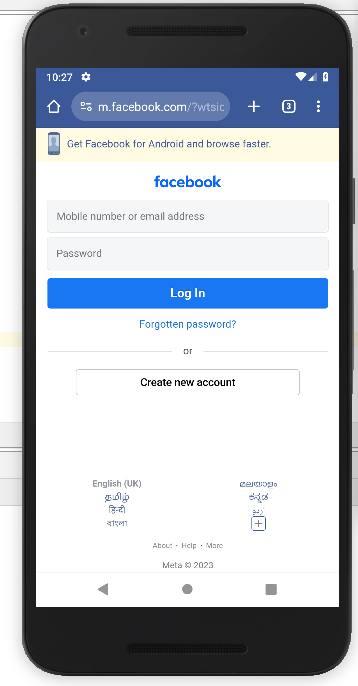 10:27
m.facebook.com/?wtsic
3
Get Facebook for Android and browse faster.
facebook
Mobile number or email address
Password
Log In
Forgotten password?
or
Create new account
English (UK)
മലയാളം
தமிழ்
ಕನ್ನಡ
हिन्दी
اردو
বাংলা
About · Help · More
Meta © 2023